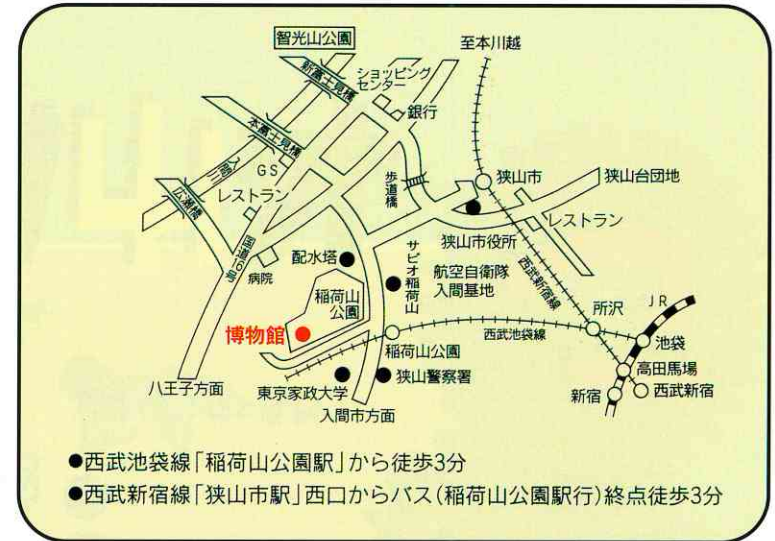 智光山公園
至本川越
新富士見橋
ショッピング
センター
銀行
本富士見橋
入間川
GS
歩道橋
狭山市
狭山台団地
広瀬橋
レストラン
レストラン
狭山市役所
国道16号
配水塔
サピオ稲荷山
航空自衛隊
入間基地
西武新宿線
病院
稲荷山
公園
所沢
JR
博物館
稲荷山公園
西武池袋線
池袋
高田馬場
八王子方面
東京家政大学
狭山警察署
新宿
西武新宿
入間市方面
●西武池袋線「稲荷山公園駅」から徒歩3分
●西武新宿線「狭山市駅」西口からバス(稲荷山公園駅行)終点徒歩3分